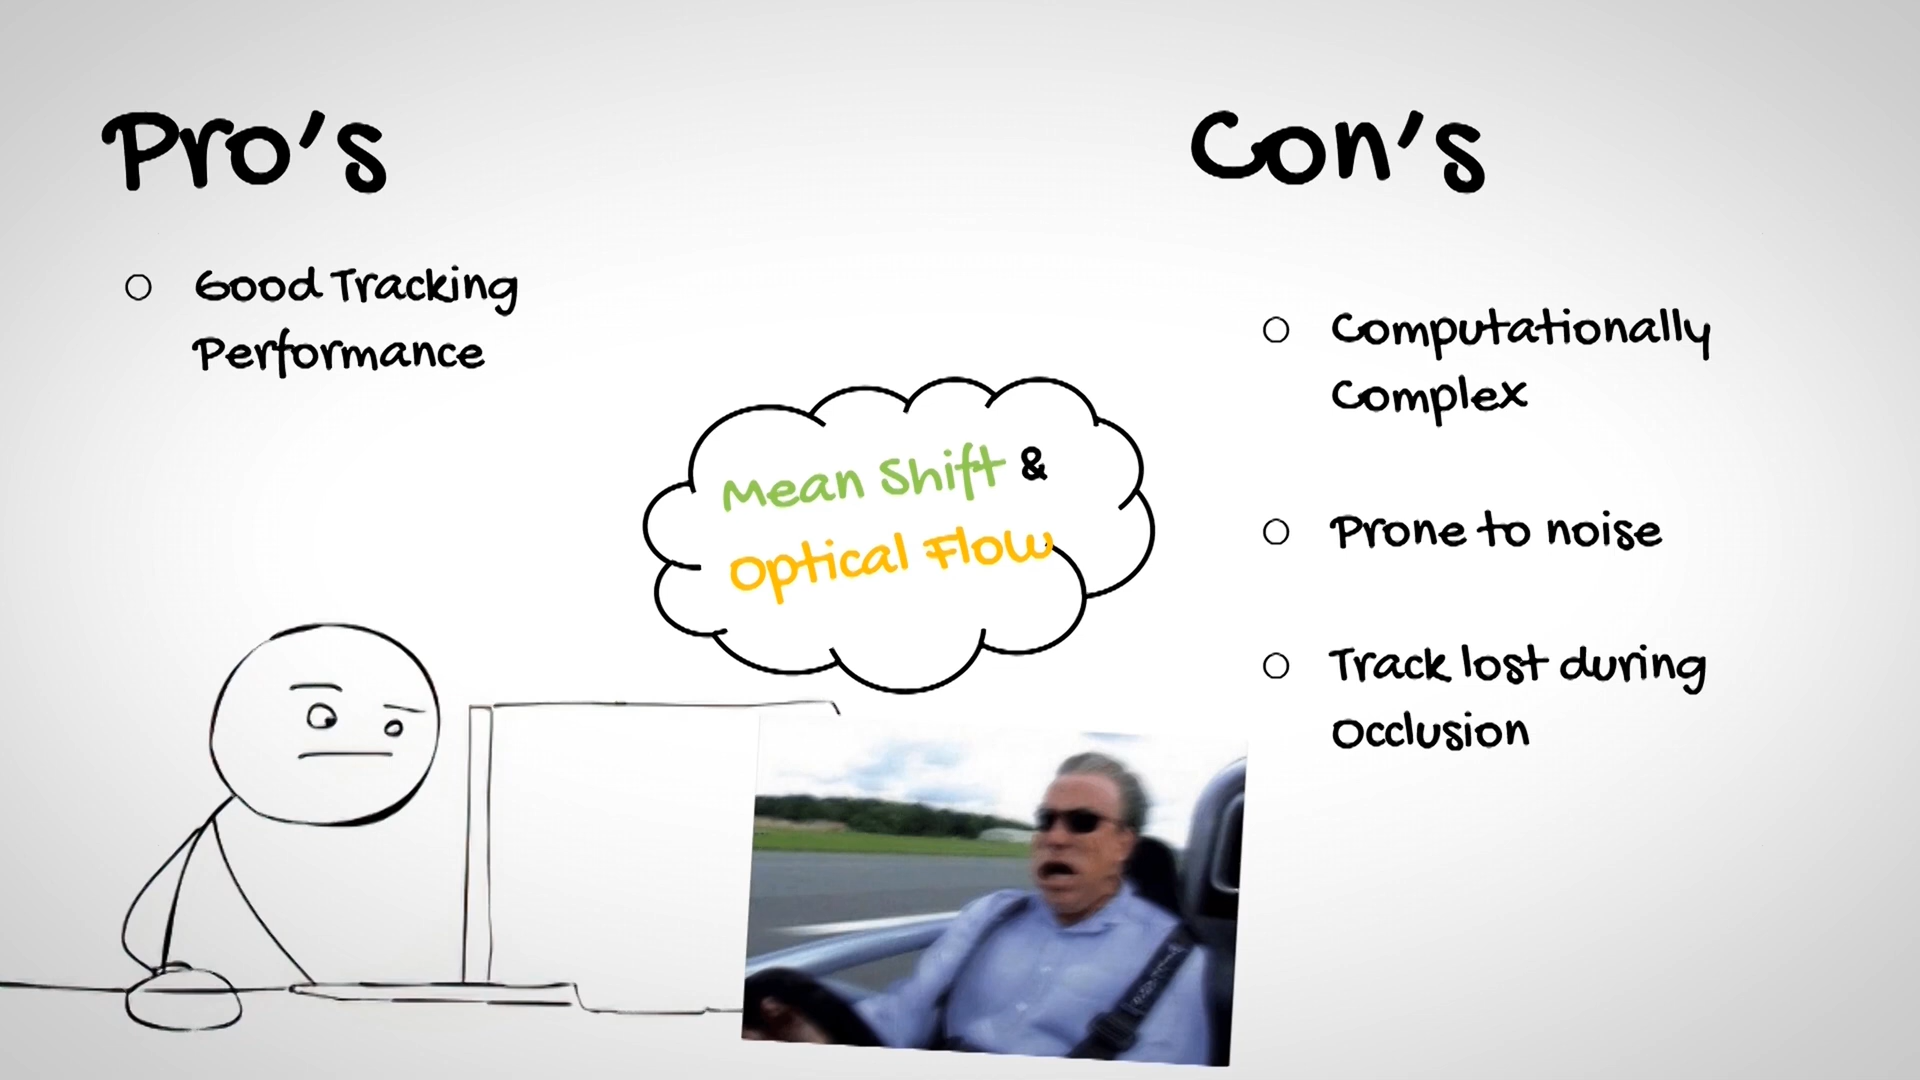 Pro's
Good Tracking
Performance
Mean Shift &
Optical Flow
Con's
Computationally
Complex
Prone to noise
Track lost during
Occlusion